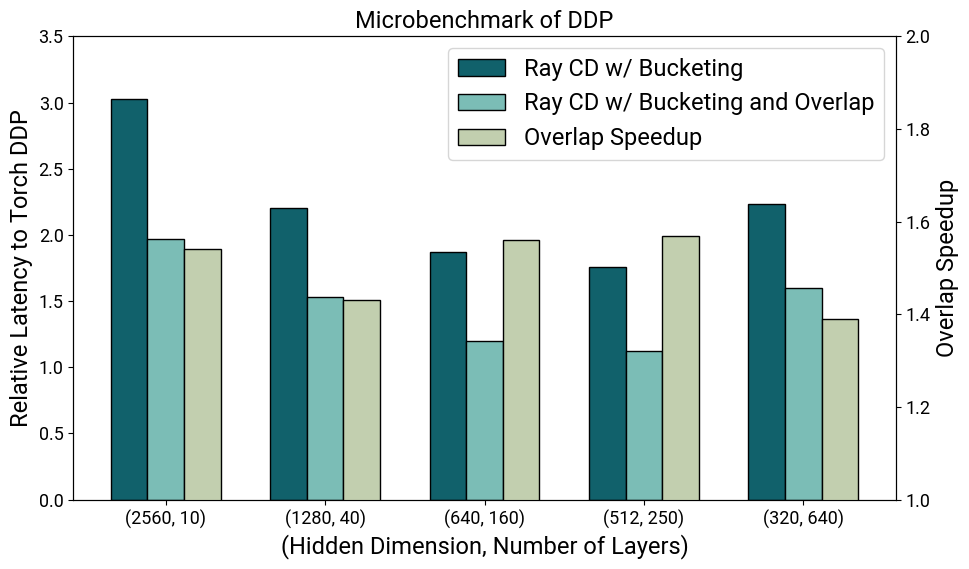 Microbenchmark of DDP
Ray CD w/ Bucketing
Ray CD w/ Bucketing and Overlap
Overlap Speedup
Relative Latency to Torch DDP
3.5
3.0
2.5
2.0
1.5
1.0
0.5
0.0
2.0
1.8
1.6
1.4
1.2
1.0
Overlap Speedup
(2560, 10)
(1280, 40)
(640, 160)
(512, 250)
(320, 640)
(Hidden Dimension, Number of Layers)